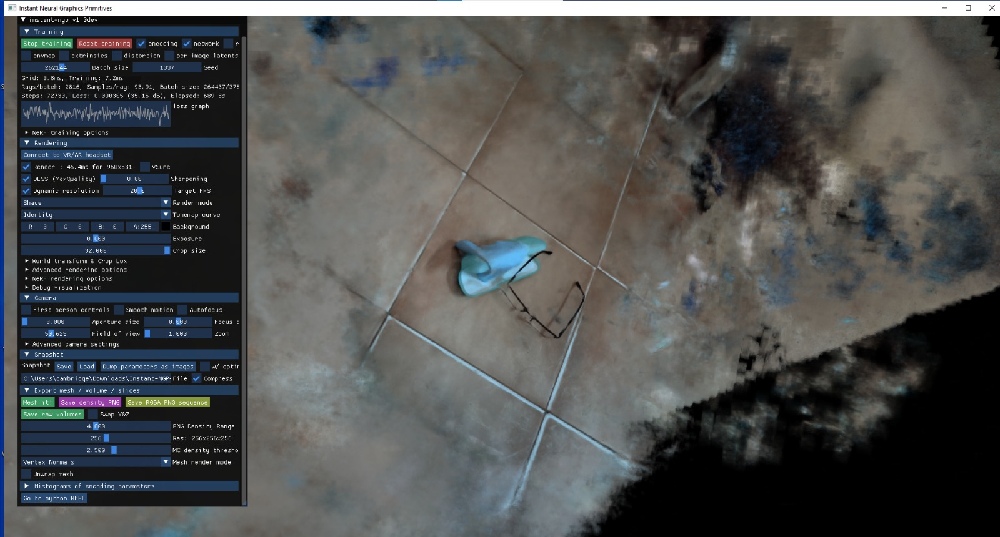 Instant Neural Graphics Primitives
instant-ngp v1.0dev
Training
Stop training Reset training encoding network r
envmap extrinsics distortion per-image latents
262144 Batch size 1337 Seed
Grid: 0.8ms, Training: 7.2ms
Rays/batch: 2816, Samples/ray: 93.91, Batch size: 264437/375
Steps: 72730, Loss: 0.000305 (35.15 dB), Elapsed: 689.8s
loss graph
NeRF training options
Rendering
Connect to VR/AR headset
Render : 46.4ms for 960x531 VSync
DLSS (MaxQuality) 0.00 Sharpening
Dynamic resolution 20.0 Target FPS
Shade Render mode
Identity Tonemap curve
R: 0 G: 0 B: 0 A:255 Background
0.000 Exposure
32.000 Crop size
World transform & Crop box
Advanced rendering options
NeRF rendering options
Debug visualization
Camera
First person controls Smooth motion Autofocus
0.000 Aperture size 0.000 Focus
50.625 Field of view 1.000 Zoom
Advanced camera settings
Snapshot
Snapshot Save Load Dump parameters as images w/ opti
C:\Users\cambridge\Downloads\Instant-NGP- File Compress
Export mesh / volume / slices
Mesh it! Save density PNG Save RGBA PNG sequence
Save raw volumes Swap Y&Z
4.000 PNG Density Range
256 Res: 256x256x256
2.500 MC density thresho
Vertex Normals Mesh render mode
Unwrap mesh
Histograms of encoding parameters
Go to python REPL